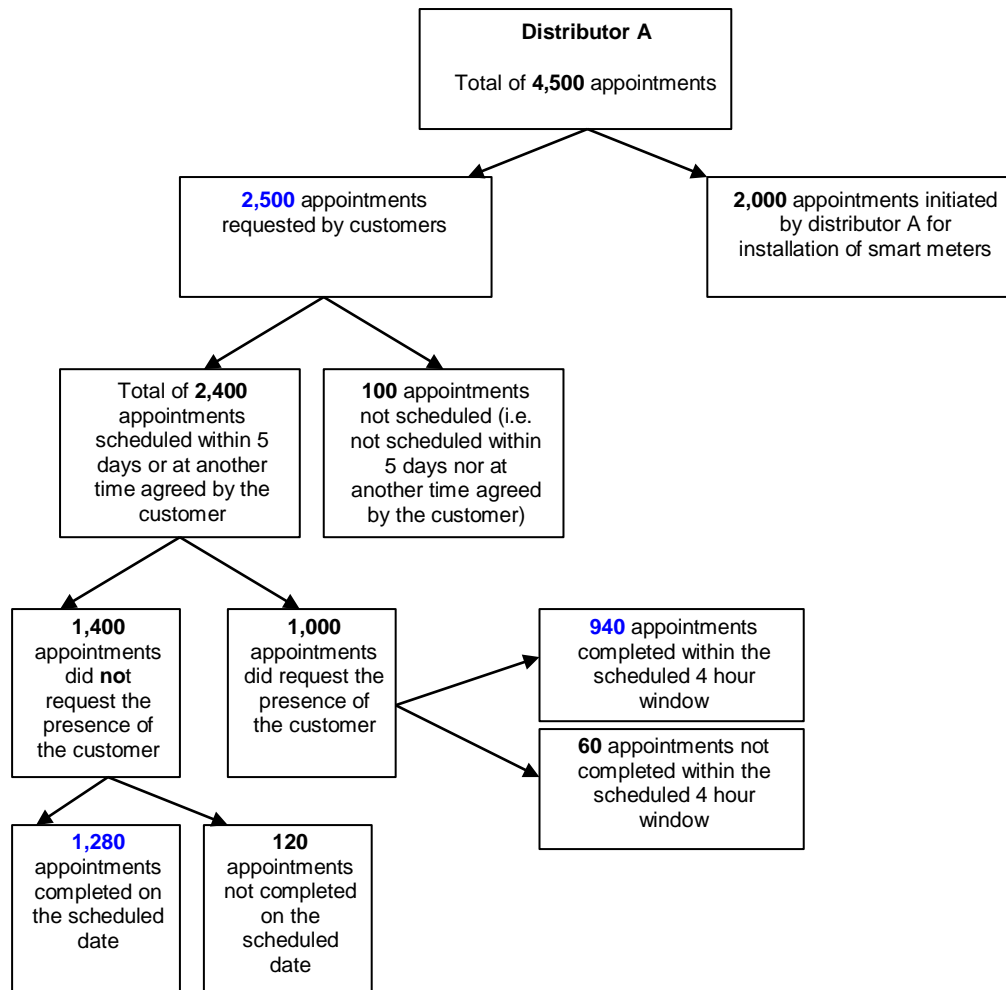 Distributor A
Total of 4,500 appointments
2,500 appointments
requested by customers
2,000 appointments initiated
by distributor A for
installation of smart meters
Total of 2,400
appointments
scheduled within 5
days or at another
time agreed by the
customer
100 appointments
not scheduled (i.e.
not scheduled within
5 days nor at
another time agreed
by the customer)
1,400
appointments
did not
request the
presence of
the customer
1,000
appointments
did request the
presence of
the customer
940 appointments
completed within the
scheduled 4 hour
window
60 appointments not
completed within the
scheduled 4 hour
window
1,280
appointments
completed on
the scheduled
date
120
appointments
not completed
on the
scheduled
date